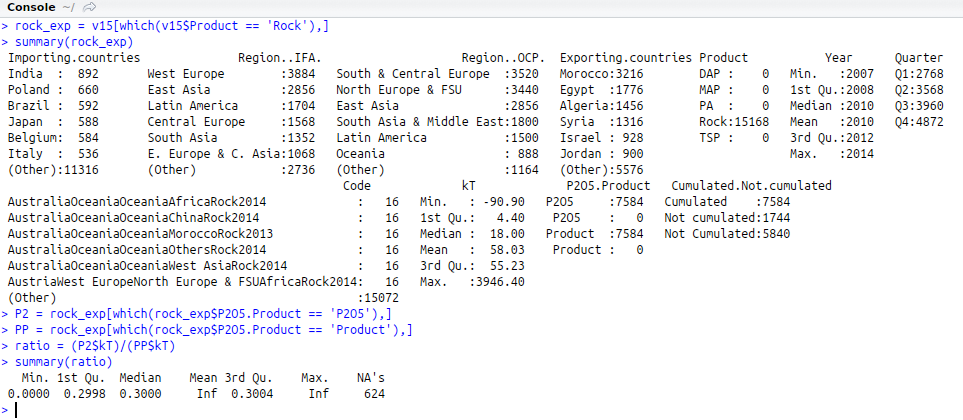 Console ~/
> rock_exp = v15[which(v15$Product == 'Rock'),]
> summary(rock_exp)
Importing.countries Region..IFA. Region..OCP. Exporting.countries Product Year Quarter
India : 892 West Europe :3884 South & Central Europe :3520 Morocco:3216 DAP : 0 Min. :2007 Q1:2768
Poland : 660 East Asia :2856 North Europe & FSU :3440 Egypt :1776 MAP : 0 1st Qu.:2008 Q2:3568
Brazil : 592 Latin America :1704 East Asia :2856 Algeria:1456 PA : 0 Median :2010 Q3:3960
Japan : 588 Central Europe :1568 South Asia & Middle East:1800 Syria :1316 Rock:15168 Mean :2010 Q4:4872
Belgium: 584 South Asia :1352 Latin America :1500 Israel : 928 TSP : 0 3rd Qu.:2012
Italy : 536 E. Europe & C. Asia:1068 Oceania : 888 Jordan : 900 Max. :2014
(Other):11316 (Other) :2736 (Other) :1164 (Other):5576
Code kT P2O5.Product Cumulated.Not.cumulated
AustraliaOceaniaOceaniaAfricaRock2014 : 16 Min. : -90.90 P2O5 :7584 Cumulated :7584
AustraliaOceaniaOceaniaChinaRock2014 : 16 1st Qu.: 4.40 P2O5 : 0 Not cumulated:1744
AustraliaOceaniaOceaniaMoroccoRock2013 : 16 Median : 18.00 Product :7584 Not Cumulated:5840
AustraliaOceaniaOceaniaOthersRock2014 : 16 Mean : 58.03 Product : 0
AustraliaOceaniaOceaniaWest AsiaRock2014 : 16 3rd Qu.: 55.23
AustriaWest EuropeNorth Europe & FSUAfricaRock2014: 16 Max. :3946.40
(Other) :15072
> P2 = rock_exp[which(rock_exp$P2O5.Product == 'P2O5'),]
> PP = rock_exp[which(rock_exp$P2O5.Product == 'Product'),]
> ratio = (P2$kT)/(PP$kT)
> summary(ratio)
Min. 1st Qu. Median Mean 3rd Qu. Max. NA's
0.0000 0.2998 0.3000 Inf 0.3004 Inf 624
>